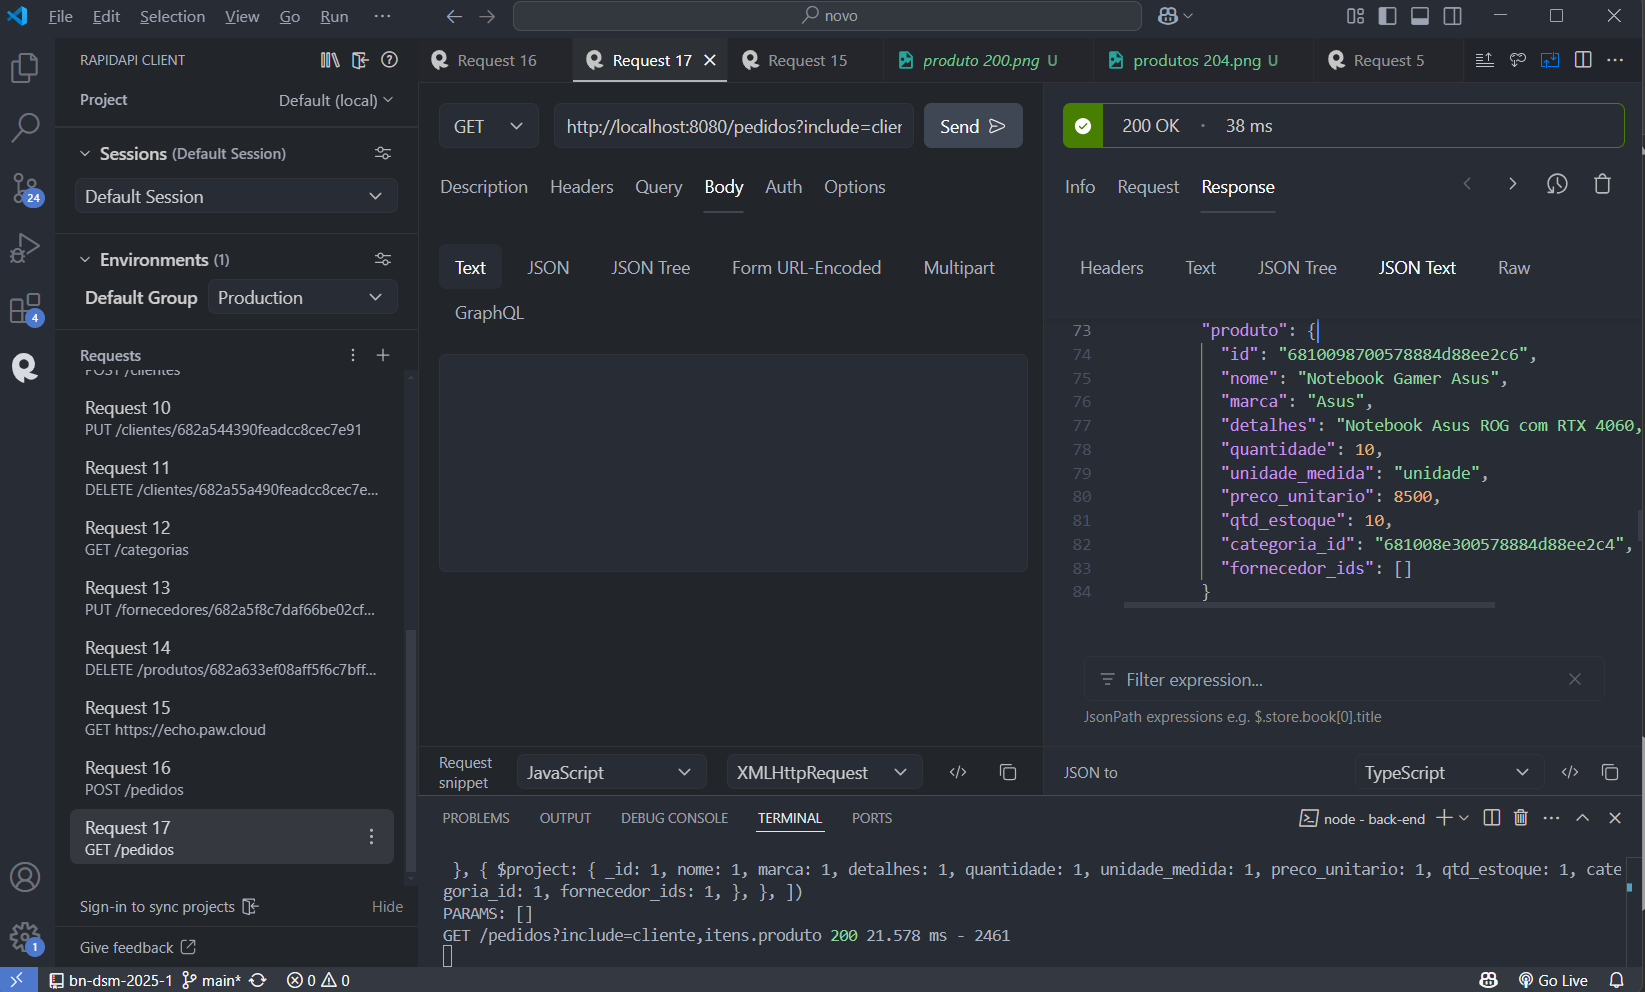 File Edit Selection View Go Run ··· novo
RAPIDAPI CLIENT
Project Default (local)
Sessions (Default Session)
Default Session
Environments (1)
Default Group Production
Requests
POST /clientes
Request 10
PUT /clientes/682a544390feadcc8cec7e91
Request 11
DELETE /clientes/682a55a490feadcc8cec7e...
Request 12
GET /categorias
Request 13
PUT /fornecedores/682a5f8c7daf66be02cf...
Request 14
DELETE /produtos/682a633ef08aff5f6c7bff...
Request 15
GET https://echo.paw.cloud
Request 16
POST /pedidos
Request 17
GET /pedidos
Sign-in to sync projects Hide
Give feedback
24
4
1
Request 16 Request 17 Request 15 produto 200.png U produtos 204.png U Request 5
GET http://localhost:8080/pedidos?include=clier Send
Description Headers Query Body Auth Options
Text JSON JSON Tree Form URL-Encoded Multipart
GraphQL
Request snippet JavaScript XMLHttpRequest
200 OK · 38 ms
Info Request Response
Headers Text JSON Tree JSON Text Raw
73 "produto": {
74 "id": "6810098700578884d88ee2c6",
75 "nome": "Notebook Gamer Asus",
76 "marca": "Asus",
77 "detalhes": "Notebook Asus ROG com RTX 4060,
78 "quantidade": 10,
79 "unidade_medida": "unidade",
80 "preco_unitario": 8500,
81 "qtd_estoque": 10,
82 "categoria_id": "681008e300578884d88ee2c4",
83 "fornecedor_ids": []
84 }
Filter expression...
JsonPath expressions e.g. $.store.book[0].title
JSON to TypeScript
PROBLEMS OUTPUT DEBUG CONSOLE TERMINAL PORTS node - back-end
}, { $project: { _id: 1, nome: 1, marca: 1, detalhes: 1, quantidade: 1, unidade_medida: 1, preco_unitario: 1, qtd_estoque: 1, cate
goria_id: 1, fornecedor_ids: 1, }, }, ])
PARAMS: []
GET /pedidos?include=cliente,itens.produto 200 21.578 ms - 2461
bn-dsm-2025-1 main* 0 0 Go Live